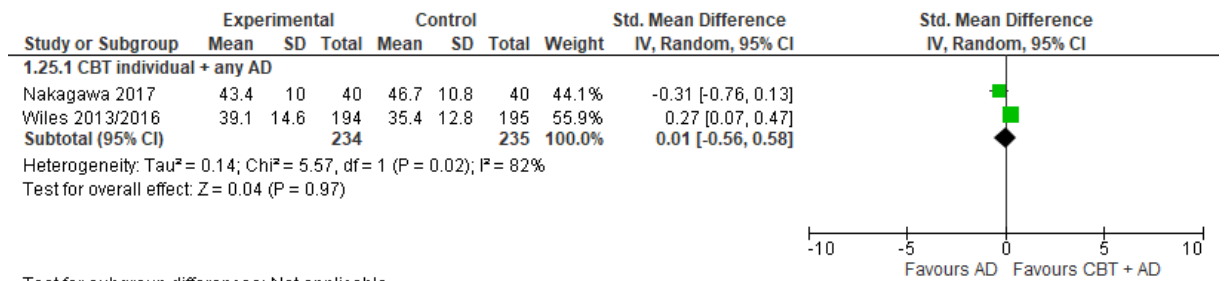 Experimental Control Std. Mean Difference Std. Mean Difference
Study or Subgroup Mean SD Total Mean SD Total Weight IV, Random, 95% CI IV, Random, 95% CI
1.25.1 CBT individual + any AD
Nakagawa 2017 43.4 10 40 46.7 10.8 40 44.1% -0.31 [-0.76, 0.13]
Wiles 2013/2016 39.1 14.6 194 35.4 12.8 195 55.9% 0.27 [0.07, 0.47]
Subtotal (95% CI) 234 235 100.0% 0.01 [-0.56, 0.58]
Heterogeneity: Tau² = 0.14; Chi² = 5.57, df = 1 (P = 0.02); I² = 82%
Test for overall effect: Z = 0.04 (P = 0.97)
-10 -5 0 5 10
Favours AD Favours CBT + AD
Test for subgroup differences: Not applicable